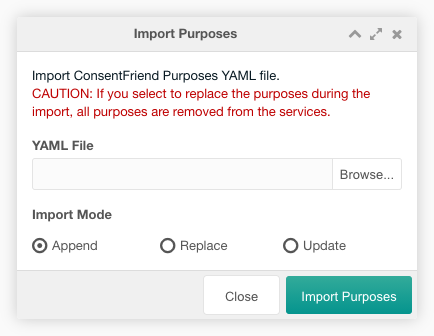 Import Purposes
Import ConsentFriend Purposes YAML file.
CAUTION: If you select to replace the purposes during the
import, all purposes are removed from the services.
YAML File
Browse...
Import Mode
Append Replace Update
Close Import Purposes